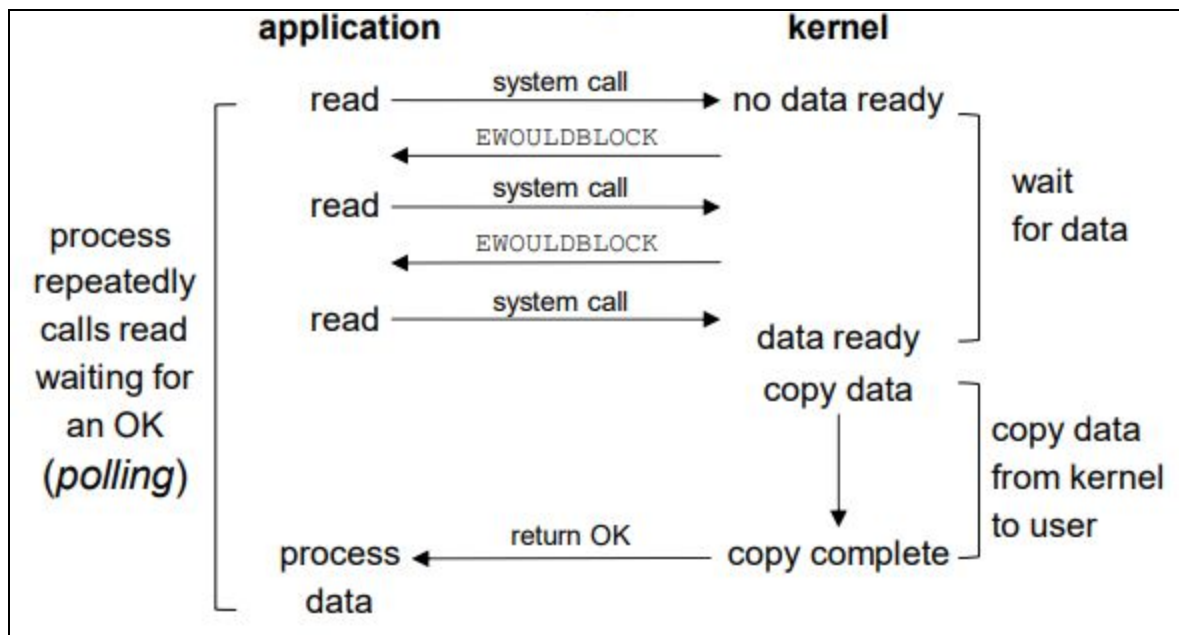 application kernel
read system call no data ready
EWOULDBLOCK
read system call
EWOULDBLOCK
read system call
data ready
copy data
return OK
process copy complete
data
process
repeatedly
calls read
waiting for
an OK
(polling)
wait
for data
copy data
from kernel
to user